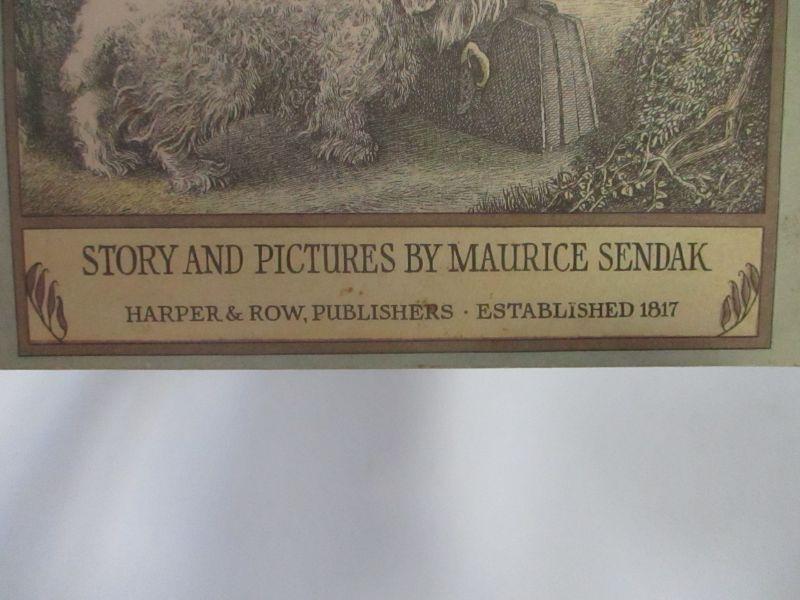 STORY AND PICTURES BY MAURICE SENDAK
HARPER & ROW, PUBLISHERS · ESTABLISHED 1817